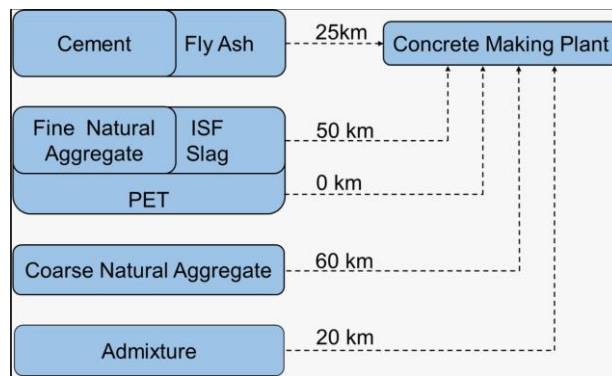 Cement
Fly Ash
25km
Concrete Making Plant
Fine Natural
Aggregate
ISF
Slag
50 km
0 km
PET
Coarse Natural Aggregate
60 km
Admixture
20 km